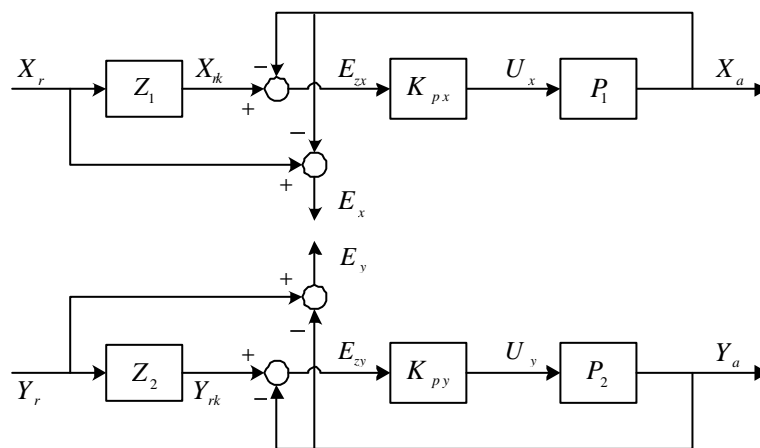 −
X_r Z_1 X_rk E_zx K_px U_x P_1 X_a
+
−
+
E_x
E_y
+
−
+ E_zy K_py U_y P_2 Y_a
Y_r Z_2 Y_rk −